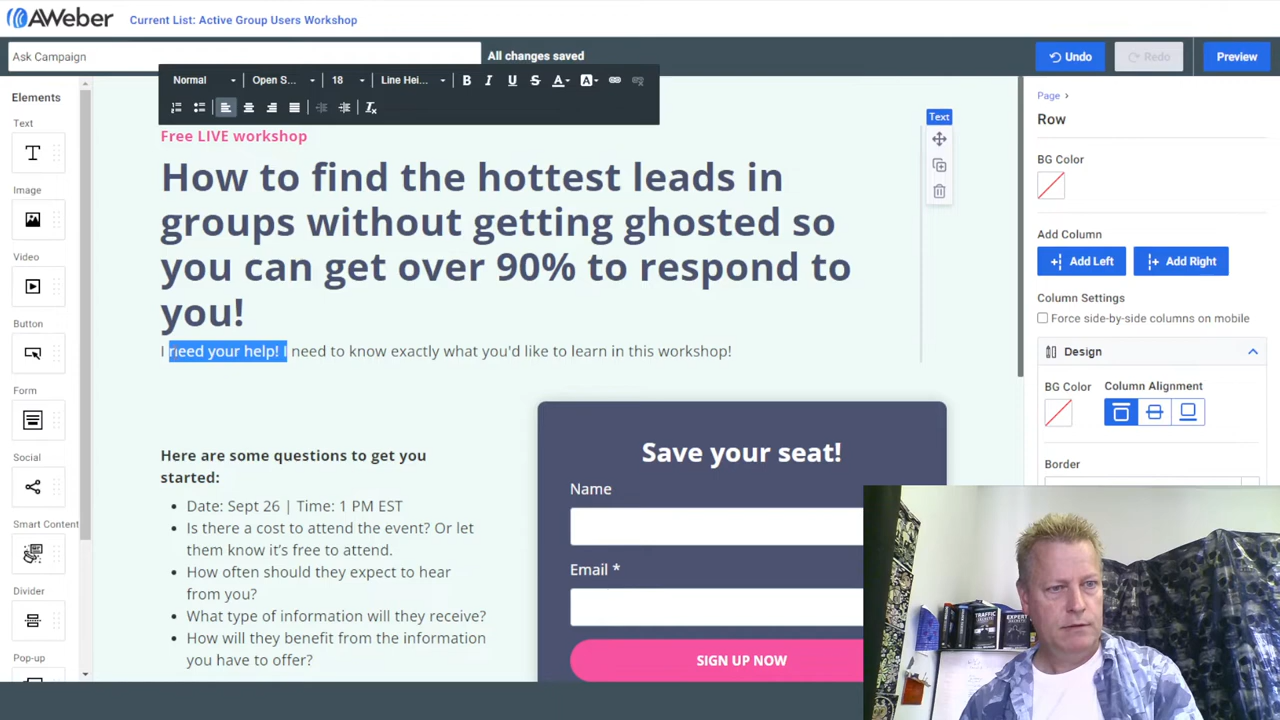 AWeber
Current List: Active Group Users Workshop
Ask Campaign
All changes saved
Undo
Redo
Preview
Normal
Open S...
18
Line Hei...
B
I
U
S
A
A
Elements
Text
Image
Video
Button
Form
Social
Smart Content
Divider
Pop-up
Free LIVE workshop
How to find the hottest leads in
groups without getting ghosted so
you can get over 90% to respond to
you!
I need your help! I need to know exactly what you'd like to learn in this workshop!
Text
Here are some questions to get you
started:
• Date: Sept 26 | Time: 1 PM EST
• Is there a cost to attend the event? Or let
them know it's free to attend.
• How often should they expect to hear
from you?
• What type of information will they receive?
• How will they benefit from the information
you have to offer?
Save your seat!
Name
Email *
SIGN UP NOW
Page >
Row
BG Color
Add Column
Add Left
Add Right
Column Settings
Force side-by-side columns on mobile
Design
BG Color
Column Alignment
Border
TRAFFIC
SECRETS
EXPERT
SECRETS